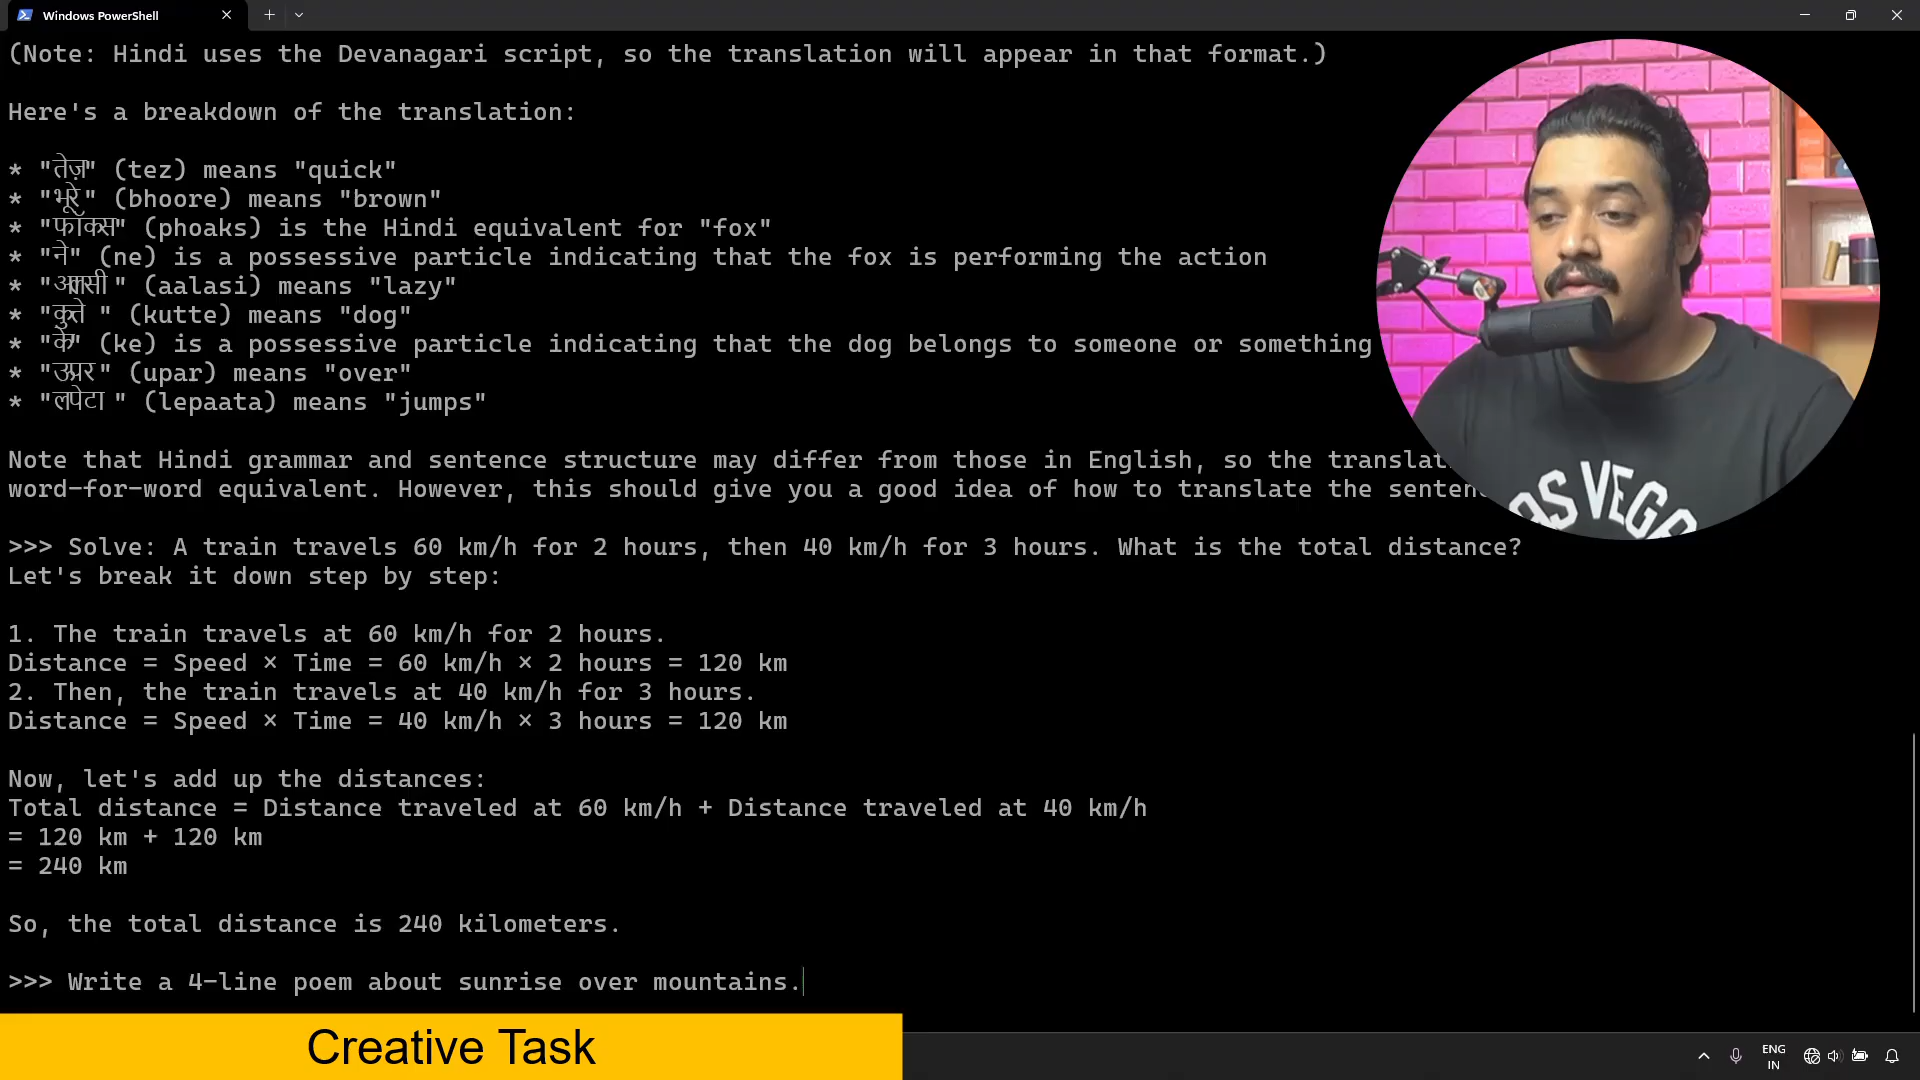 Windows PowerShell
(Note: Hindi uses the Devanagari script, so the translation will appear in that format.)
Here's a breakdown of the translation:
* "तेज़" (tez) means "quick"
* "भूरे" (bhoore) means "brown"
* "फॉक्स" (phoaks) is the Hindi equivalent for "fox"
* "ने" (ne) is a possessive particle indicating that the fox is performing the action
* "आलसी" (aalasi) means "lazy"
* "कुत्ते" (kutte) means "dog"
* "के" (ke) is a possessive particle indicating that the dog belongs to someone or something
* "उपर" (upar) means "over"
* "लपेटा" (lepaata) means "jumps"
Note that Hindi grammar and sentence structure may differ from those in English, so the
word-for-word equivalent. However, this should give you a good idea of how to translate the
>>> Solve: A train travels 60 km/h for 2 hours, then 40 km/h for 3 hours. What is the total distance?
Let's break it down step by step:
1. The train travels at 60 km/h for 2 hours.
Distance = Speed × Time = 60 km/h × 2 hours = 120 km
2. Then, the train travels at 40 km/h for 3 hours.
Distance = Speed × Time = 40 km/h × 3 hours = 120 km
Now, let's add up the distances:
Total distance = Distance traveled at 60 km/h + Distance traveled at 40 km/h
= 120 km + 120 km
= 240 km
So, the total distance is 240 kilometers.
>>> Write a 4-line poem about sunrise over mountains.
Creative Task
ENG
IN